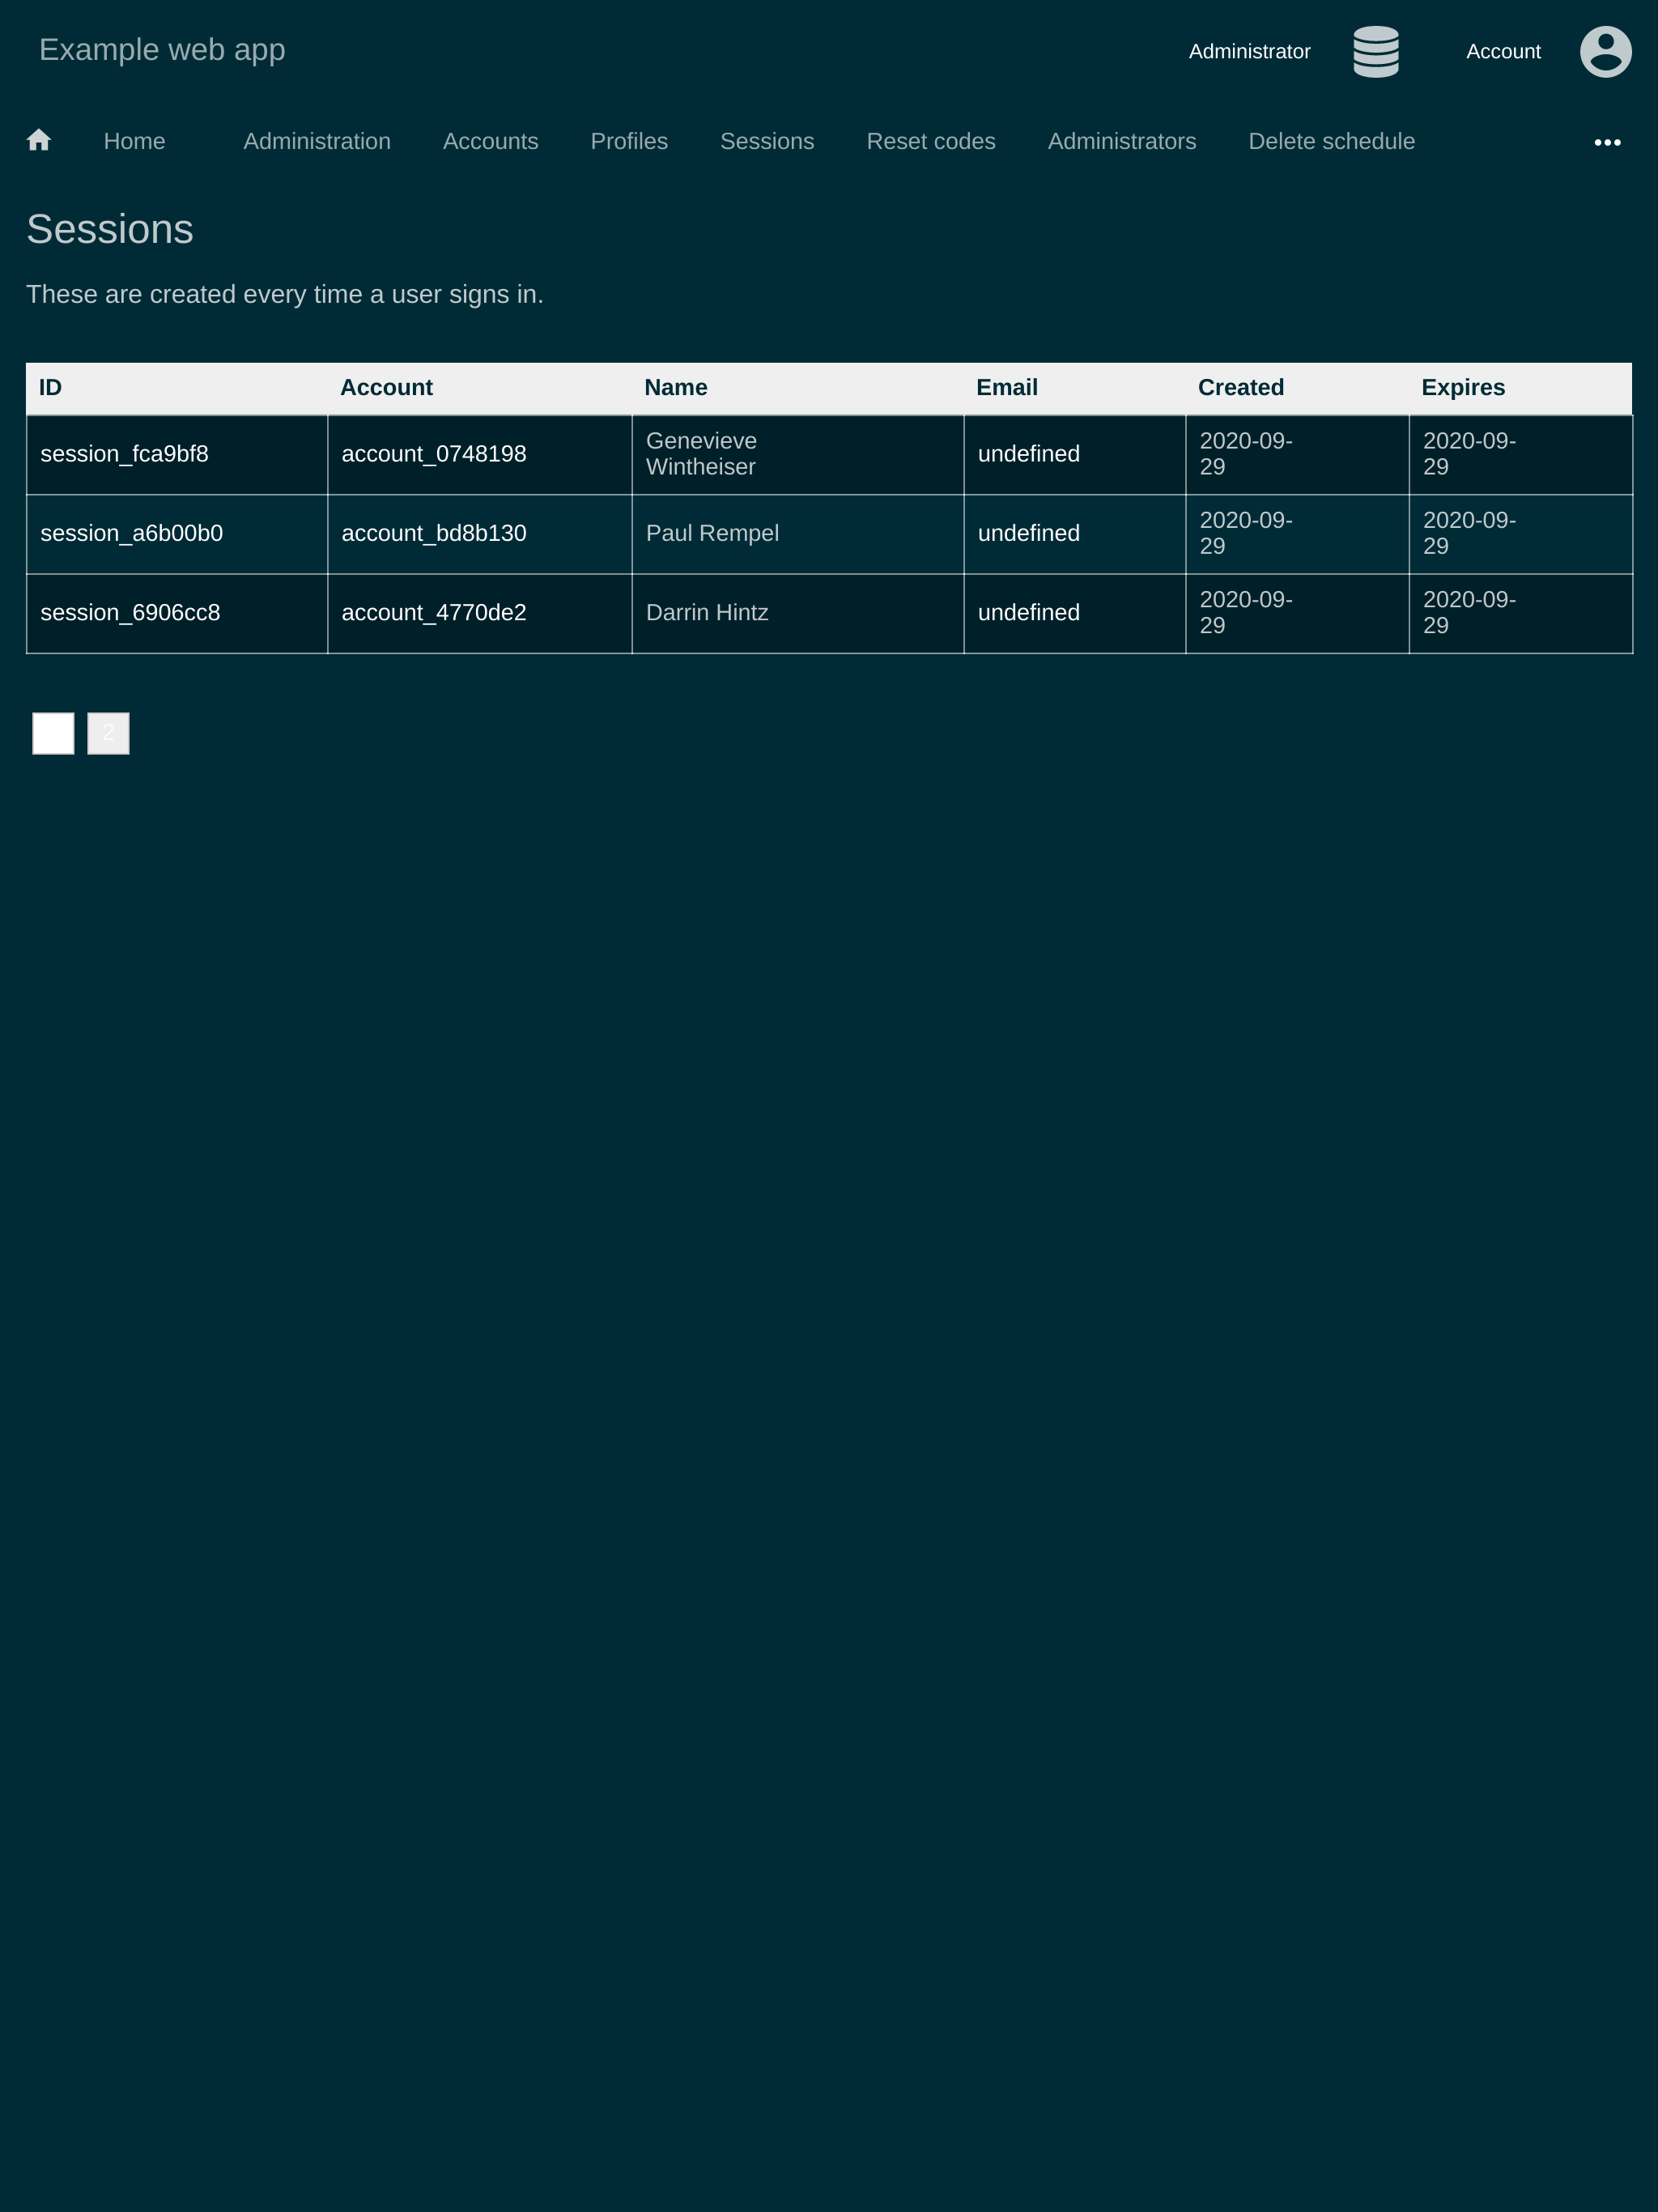 Example web app
Administrator
Account
Home Administration Accounts Profiles Sessions Reset codes Administrators Delete schedule
Sessions
These are created every time a user signs in.
ID Account Name Email Created Expires
session_fca9bf8 account_0748198 Genevieve Wintheiser undefined 2020-09-29 2020-09-29
session_a6b00b0 account_bd8b130 Paul Rempel undefined 2020-09-29 2020-09-29
session_6906cc8 account_4770de2 Darrin Hintz undefined 2020-09-29 2020-09-29
2